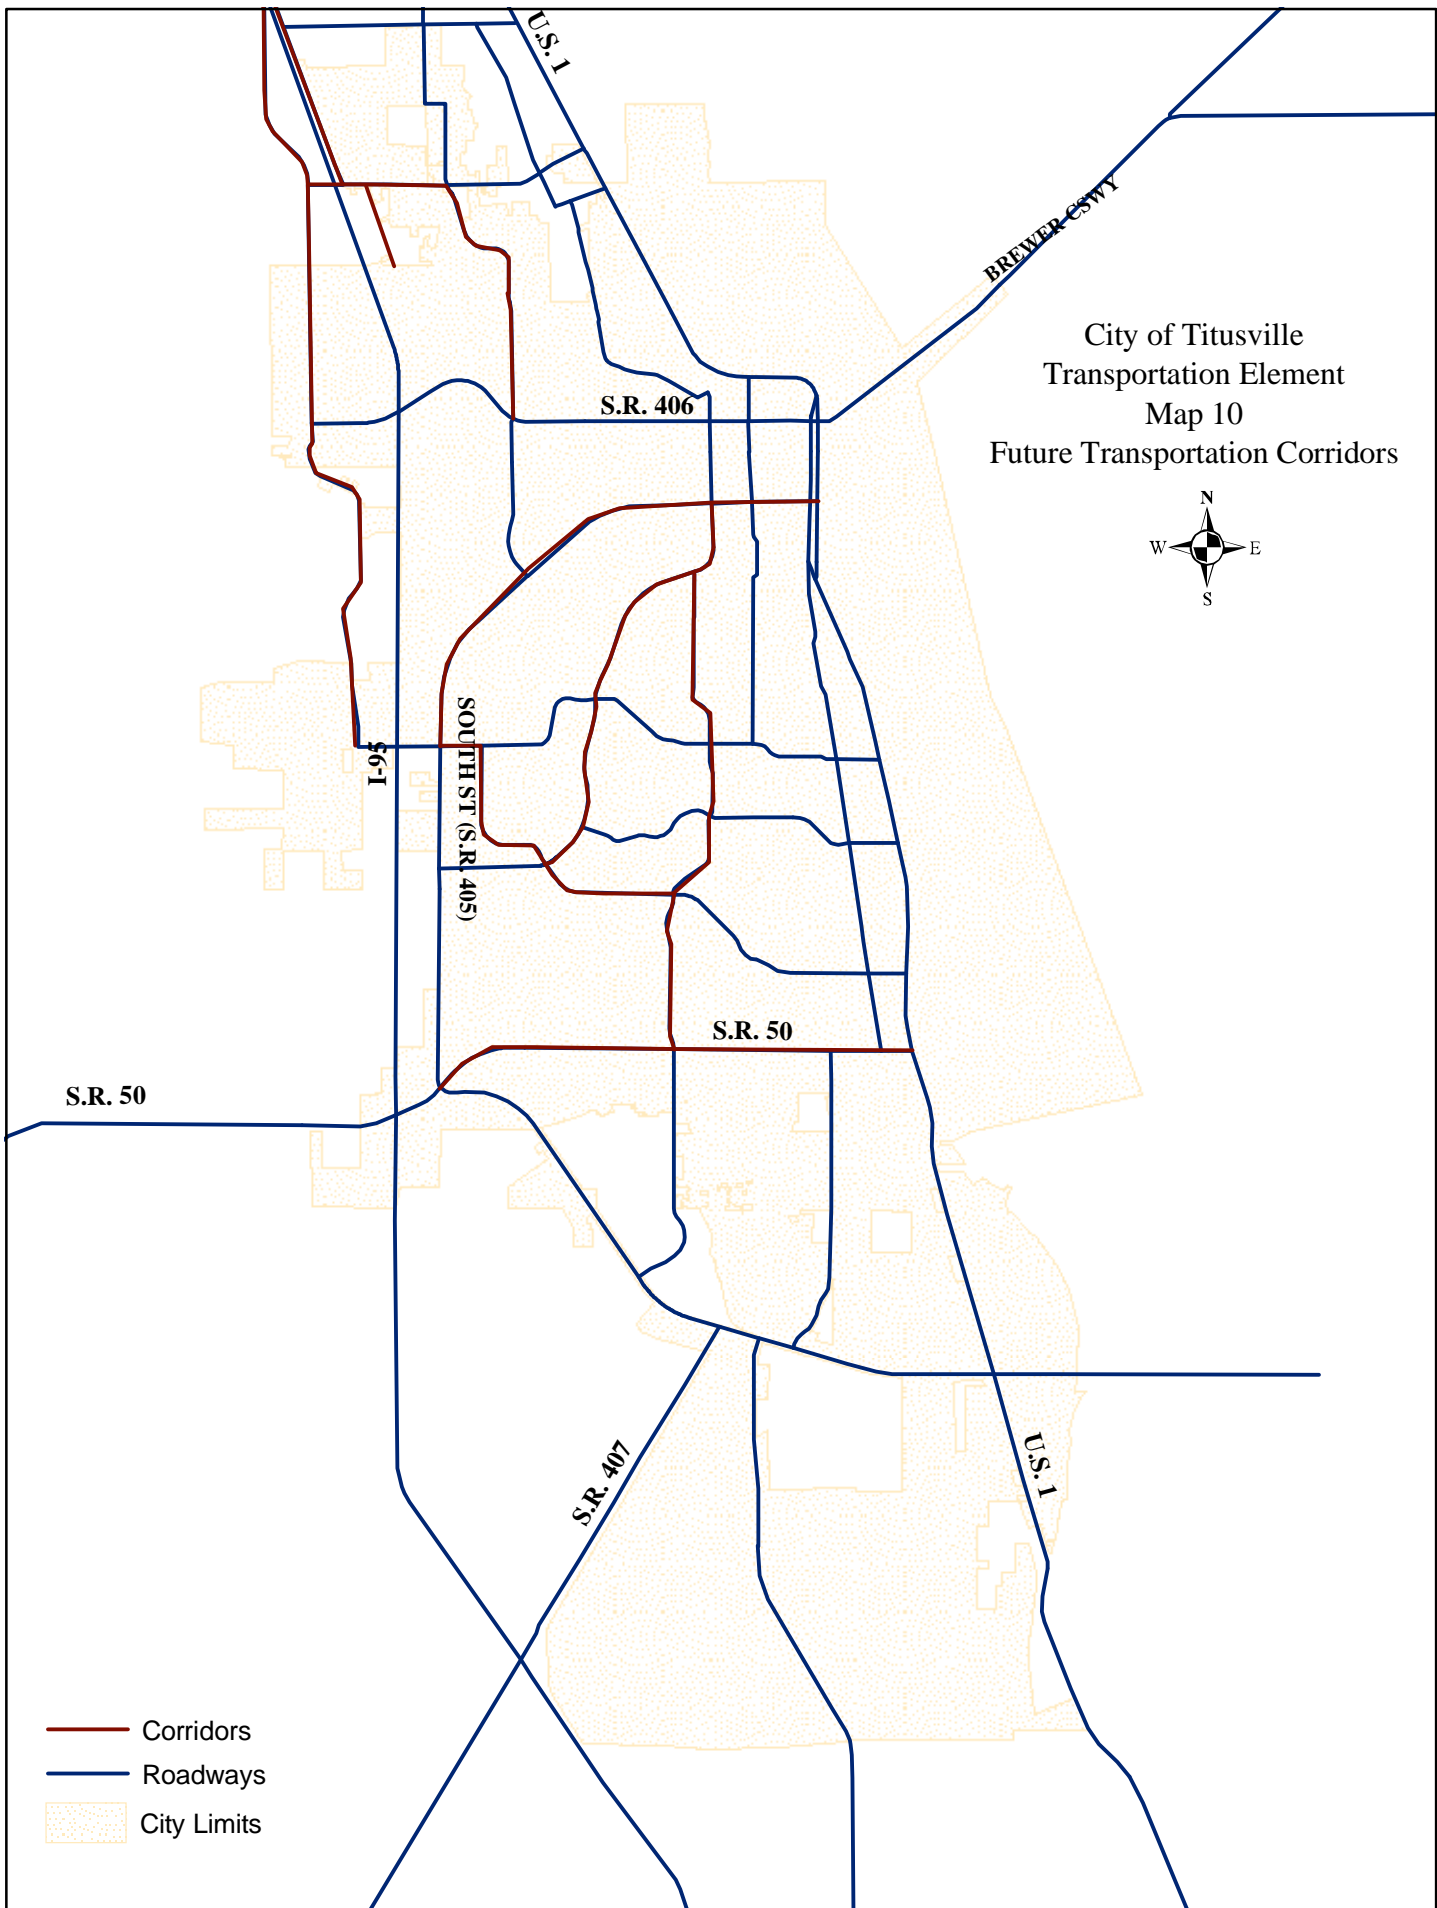 U.S. 1
BREWER CSWY
City of Titusville
Transportation Element
Map 10
Future Transportation Corridors
N
W
E
S
S.R. 406
I-95
SOUTH ST (S.R. 405)
S.R. 50
S.R. 50
S.R. 407
U.S. 1
Corridors
Roadways
City Limits